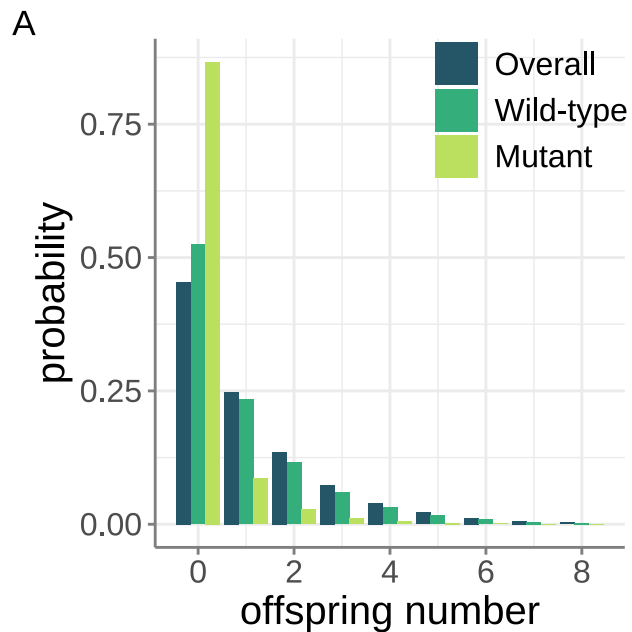 A
Overall
Wild-type
Mutant
probability
0.75
0.50
0.25
0.00
0 2 4 6 8
offspring number